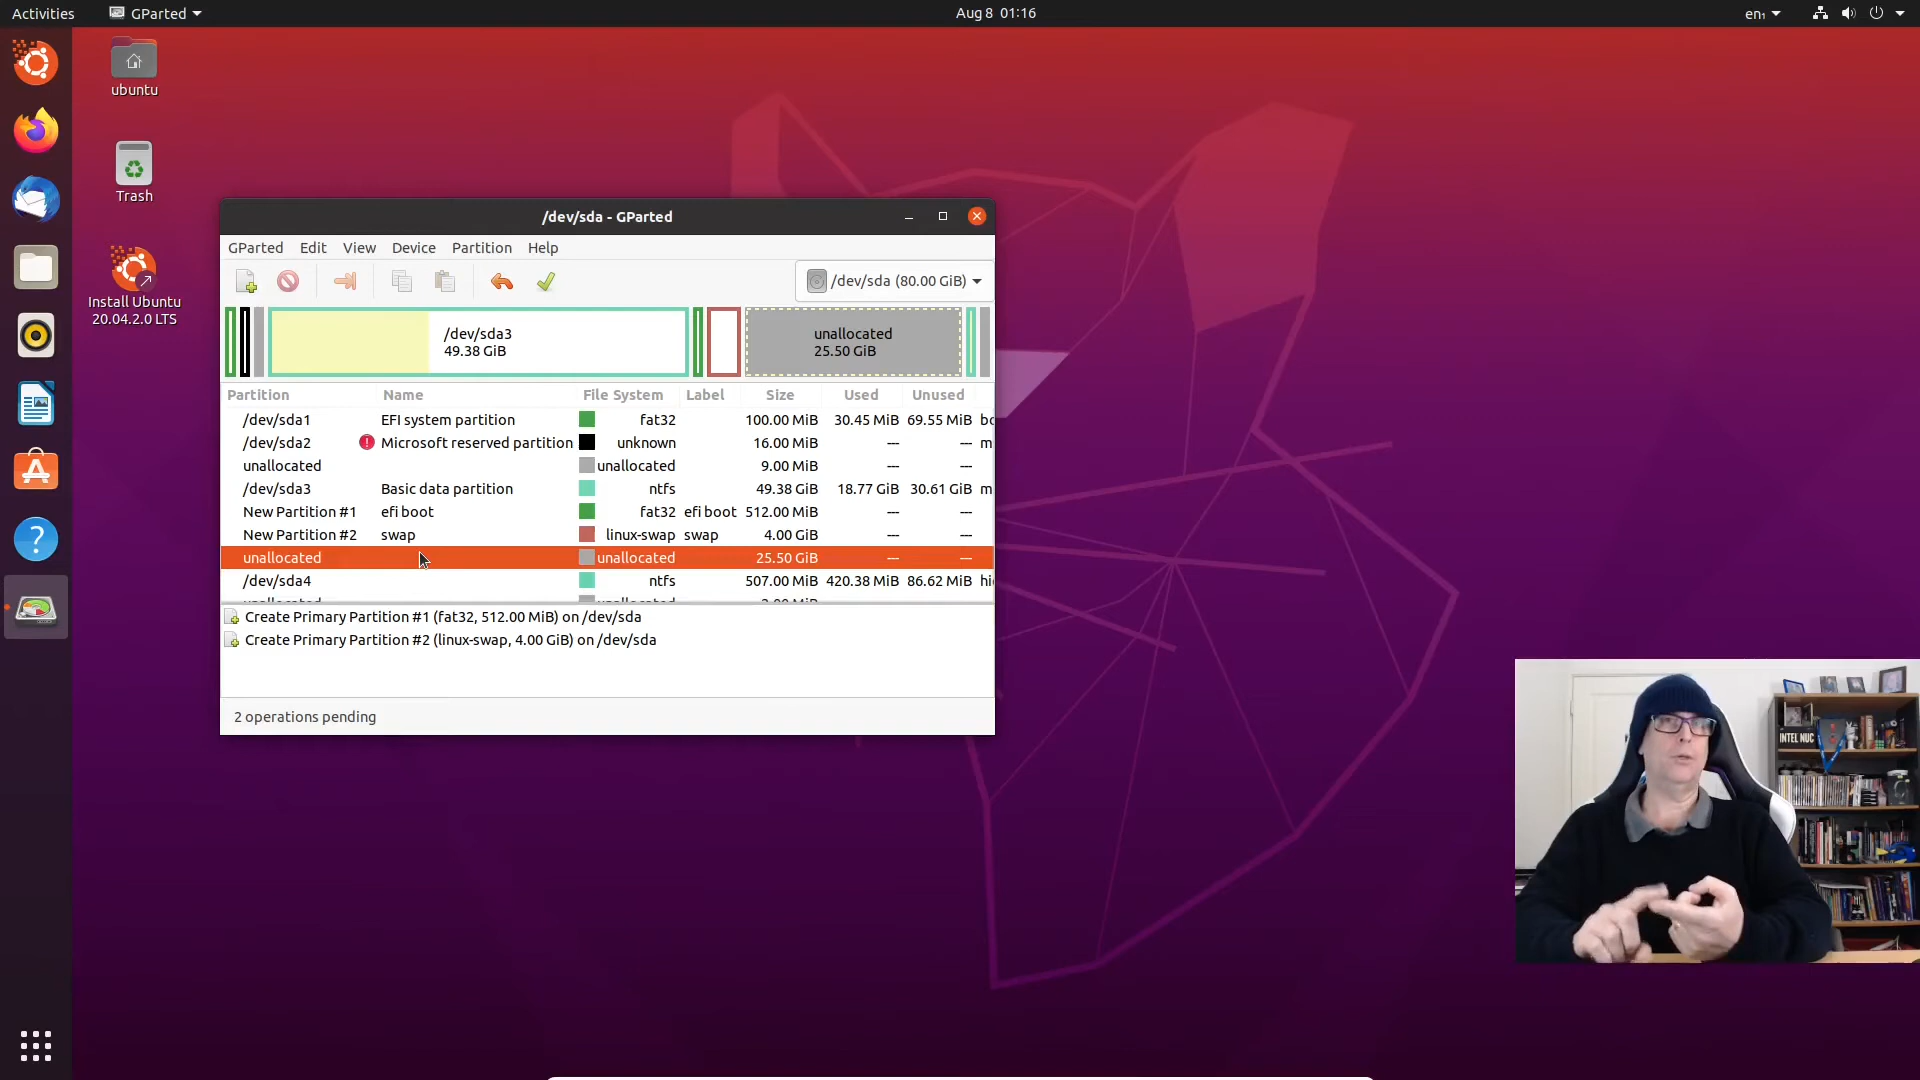 Activities GParted Aug 8 01:16 en₁
ubuntu
Trash
Install Ubuntu
20.04.2.0 LTS
/dev/sda - GParted
GParted Edit View Device Partition Help
/dev/sda (80.00 GiB)
/dev/sda3
49.38 GiB
unallocated
25.50 GiB
Partition Name File System Label Size Used Unused
/dev/sda1 EFI system partition fat32 100.00 MiB 30.45 MiB 69.55 MiB
/dev/sda2 Microsoft reserved partition unknown 16.00 MiB --- --- m
unallocated unallocated 9.00 MiB --- ---
/dev/sda3 Basic data partition ntfs 49.38 GiB 18.77 GiB 30.61 GiB m
New Partition #1 efi boot fat32 efi boot 512.00 MiB --- ---
New Partition #2 swap linux-swap swap 4.00 GiB --- ---
unallocated unallocated 25.50 GiB --- ---
/dev/sda4 ntfs 507.00 MiB 420.38 MiB 86.62 MiB hi
Create Primary Partition #1 (fat32, 512.00 MiB) on /dev/sda
Create Primary Partition #2 (linux-swap, 4.00 GiB) on /dev/sda
2 operations pending
INTEL NUC